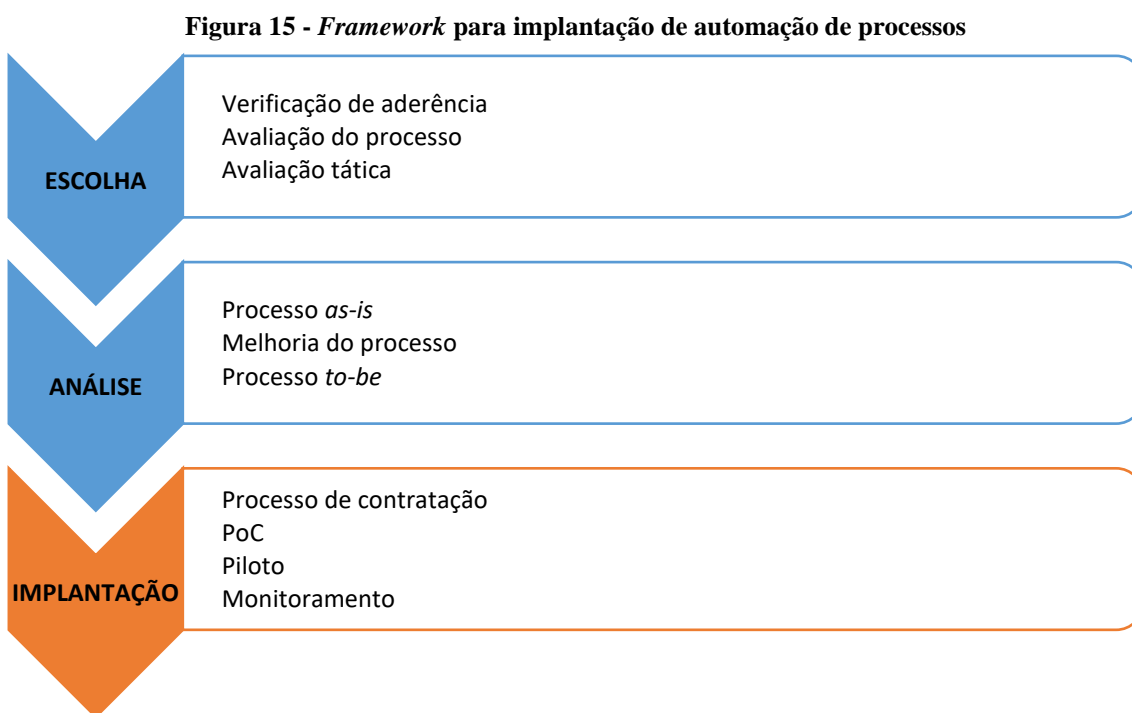 Figura 15 - Framework para implantação de automação de processos
ESCOLHA
Verificação de aderência
Avaliação do processo
Avaliação tática
ANÁLISE
Processo as-is
Melhoria do processo
Processo to-be
IMPLANTAÇÃO
Processo de contratação
PoC
Piloto
Monitoramento